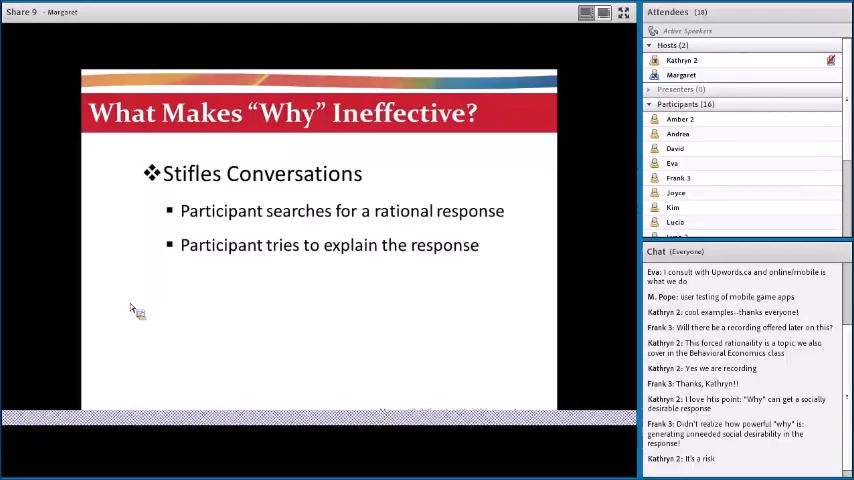 Share 9 - Margaret
What Makes “Why” Ineffective?
❖Stifles Conversations
▪ Participant searches for a rational response
▪ Participant tries to explain the response
Attendees (18)
Active Speakers
Hosts (2)
Kathryn 2
Margaret
Presenters (0)
Participants (16)
Amber 2
Andrea
David
Eva
Frank 3
Joyce
Kim
Lucia
Chat (Everyone)
Eva: I consult with Upwords.ca and online/mobile is
what we do
M. Pope: user testing of mobile game apps
Kathryn 2: cool examples--thanks everyone!
Frank 3: Will there be a recording offered later on this?
Kathryn 2: This forced rationaility is a topic we also
cover in the Behavioral Economics class
Kathryn 2: Yes we are recording
Frank 3: Thanks, Kathryn!!
Kathryn 2: I love htis point: "Why" can get a socially
desirable response
Frank 3: Didn't realize how powerful "why" is:
generating unneeded social desirability in the
response!
Kathryn 2: It's a risk